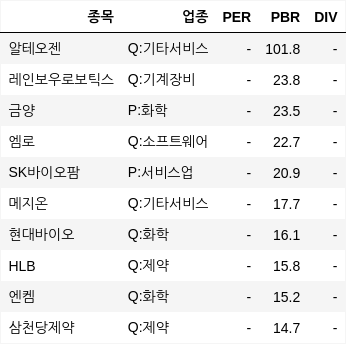 종목 업종 PER PBR DIV
알테오젠 Q:기타서비스 - 101.8 -
레인보우로보틱스 Q:기계장비 - 23.8 -
금양 P:화학 - 23.5 -
엠로 Q:소프트웨어 - 22.7 -
SK바이오팜 P:서비스업 - 20.9 -
메지온 Q:기타서비스 - 17.7 -
현대바이오 Q:화학 - 16.1 -
HLB Q:제약 - 15.8 -
엔켐 Q:화학 - 15.2 -
삼천당제약 Q:제약 - 14.7 -